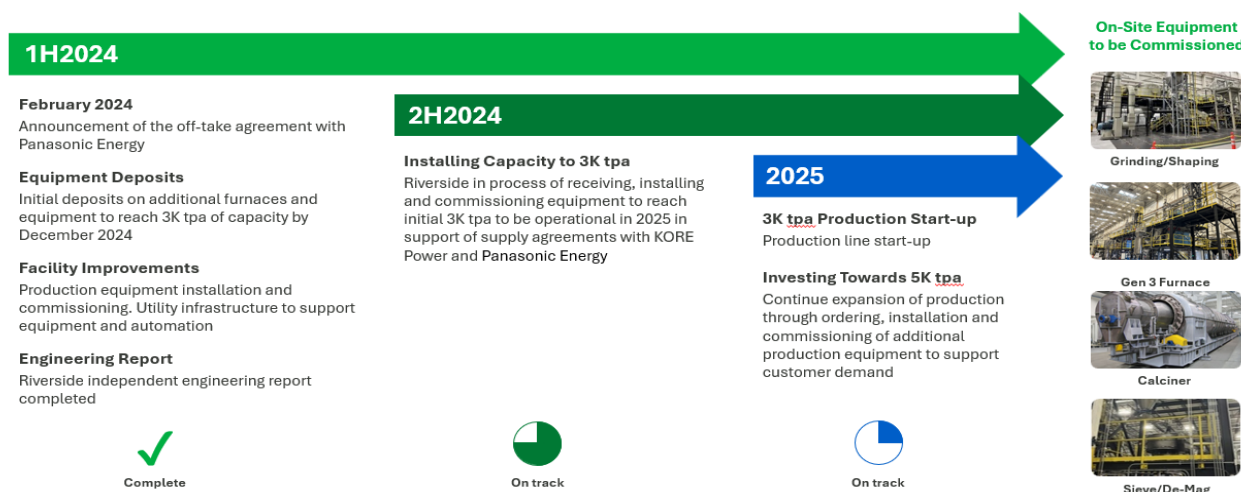 1H2024
February 2024
Announcement of the off-take agreement with
Panasonic Energy
Equipment Deposits
Initial deposits on additional furnaces and
equipment to reach 3K tpa of capacity by
December 2024
Facility Improvements
Production equipment installation and
commissioning. Utility infrastructure to support
equipment and automation
Engineering Report
Riverside independent engineering report
completed
Complete
2H2024
Installing Capacity to 3K tpa
Riverside in process of receiving, installing
and commissioning equipment to reach
initial 3K tpa to be operational in 2025 in
support of supply agreements with KORE
Power and Panasonic Energy
On track
2025
3K tpa Production Start-up
Production line start-up
Investing Towards 5K tpa
Continue expansion of production
through ordering, installation and
commissioning of additional
production equipment to support
customer demand
On track
On-Site Equipment
to be Commissioned
Grinding/Shaping
Gen 3 Furnace
Calciner
Sieve/De-Mag